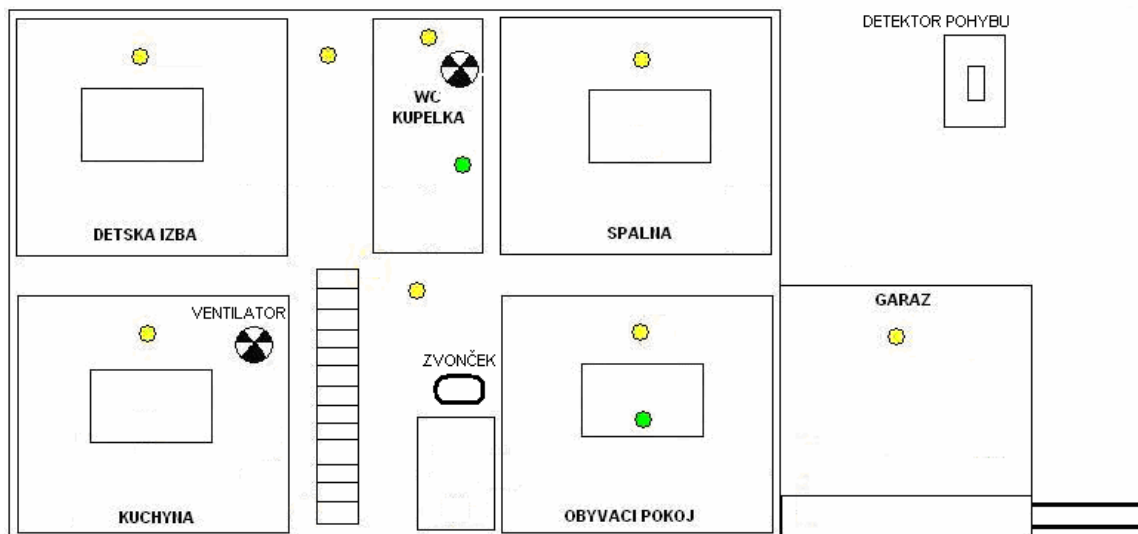 DETEKTOR POHYBU
WC
KUPELKA
DETSKA IZBA
SPALNA
GARAZ
VENTILATOR
ZVONČEK
KUCHYNA
OBYVACI POKOJ